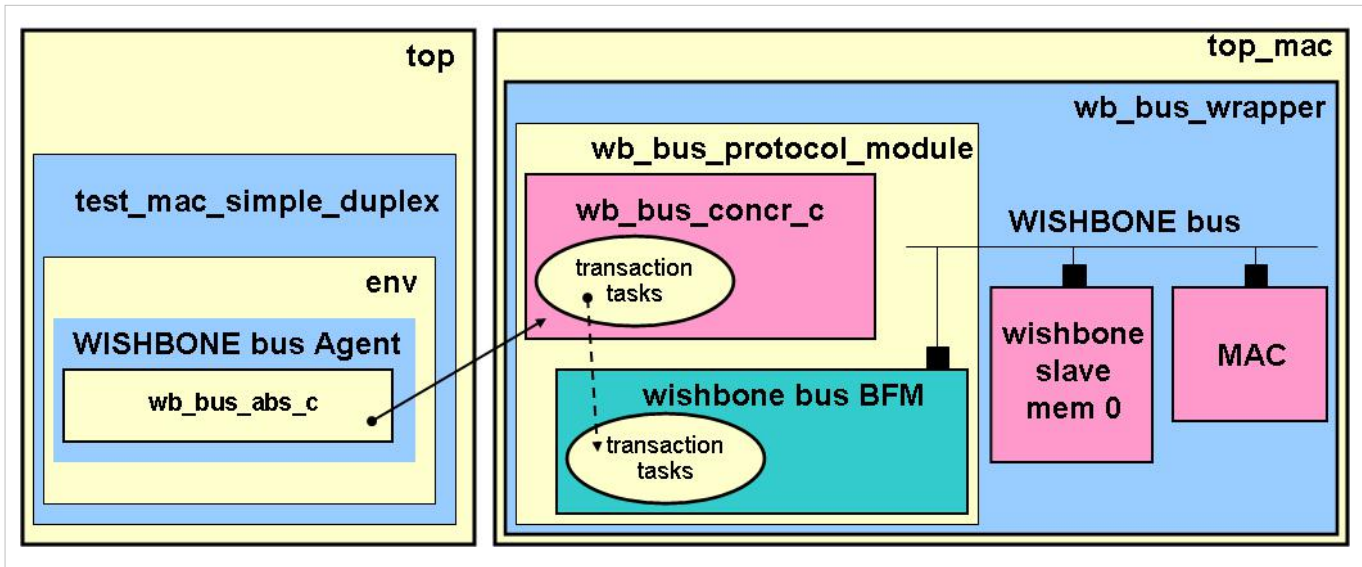 top
test_mac_simple_duplex
env
WISHBONE bus Agent
wb_bus_abs_c
top_mac
wb_bus_wrapper
wb_bus_protocol_module
wb_bus_concr_c
transaction
tasks
wishbone bus BFM
transaction
tasks
WISHBONE bus
wishbone
slave
mem 0
MAC